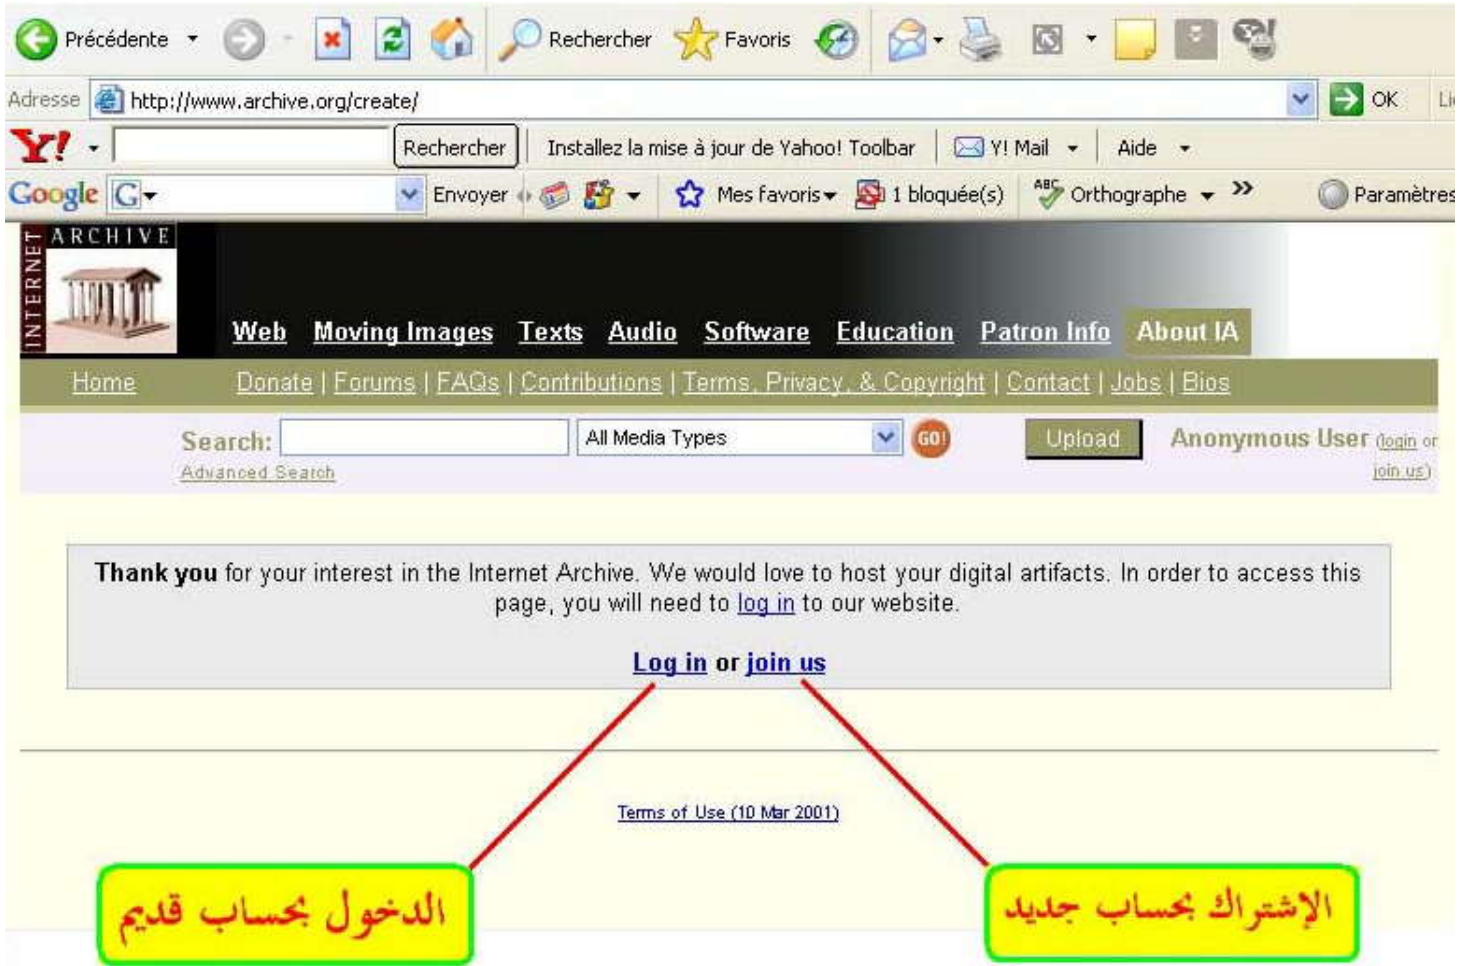 Précédente Rechercher Favoris
Adresse http://www.archive.org/create/ OK
Y! Rechercher Installez la mise à jour de Yahoo! Toolbar Y! Mail Aide
Google G Envoyer Mes favoris 1 bloquée(s) ABC Orthographe » Paramètres
INTERNET ARCHIVE
Web Moving Images Texts Audio Software Education Patron Info About IA
Home Donate | Forums | FAQs | Contributions | Terms, Privacy, & Copyright | Contact | Jobs | Bios
Search: All Media Types GO! Upload Anonymous User (login or
Advanced Search join us)
Thank you for your interest in the Internet Archive. We would love to host your digital artifacts. In order to access this
page, you will need to log in to our website.
Log in or join us
Terms of Use (10 Mar 2001)
الإشتراك بحساب جديد
الدخول بحساب قديم